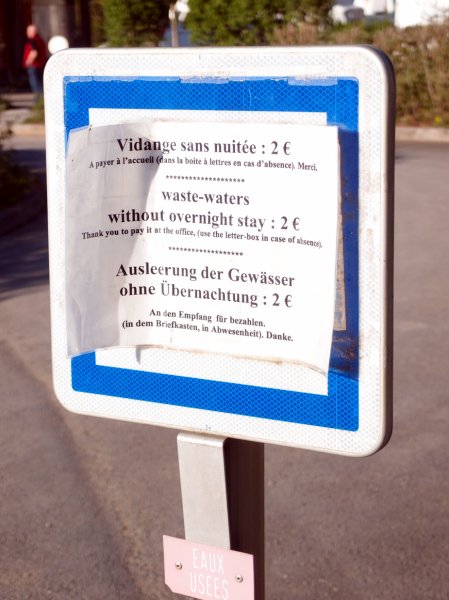 Vidange sans nuitée : 2 €
A payer à l'accueil (dans la boite à lettres en cas d'absence). Merci.
*******************
waste-waters
without overnight stay : 2 €
Thank you to pay it at the office, (use the letter-box in case of absence).
******************
Ausleerung der Gewässer
ohne Übernachtung : 2 €
An den Empfang für bezahlen.
(in dem Briefkasten, in Abwesenheit). Danke.
EAUX
USÉES